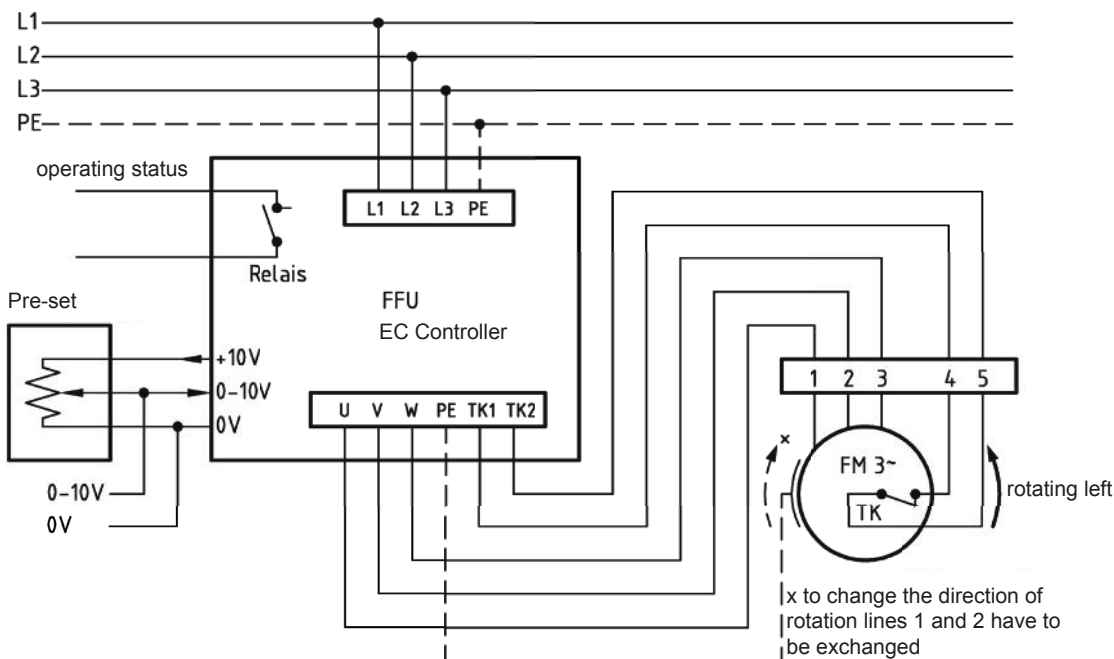 L1
L2
L3
PE
operating status
L1 L2 L3 PE
Relais
Pre-set
FFU
EC Controller
+10V
0-10V
0V
U V W PE TK1 TK2
1 2 3 4 5
x
FM 3~
TK
rotating left
0-10V
0V
x to change the direction of
rotation lines 1 and 2 have to
be exchanged